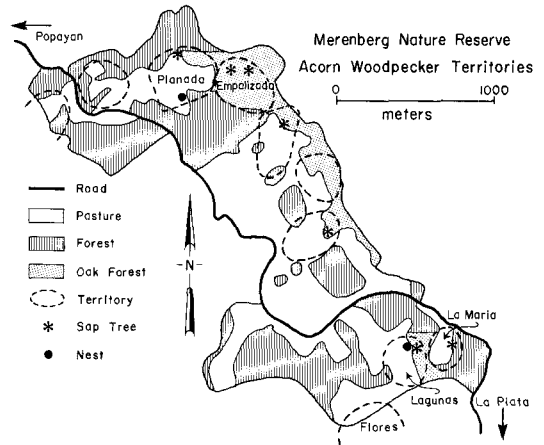 Popayan
Merenberg Nature Reserve
Acorn Woodpecker Territories
0 1000
meters
Planada
Empalizada
Road
Pasture
Forest
Oak Forest
Territory
Sap Tree
Nest
N
La Maria
Lagunas
La Plata
Flores